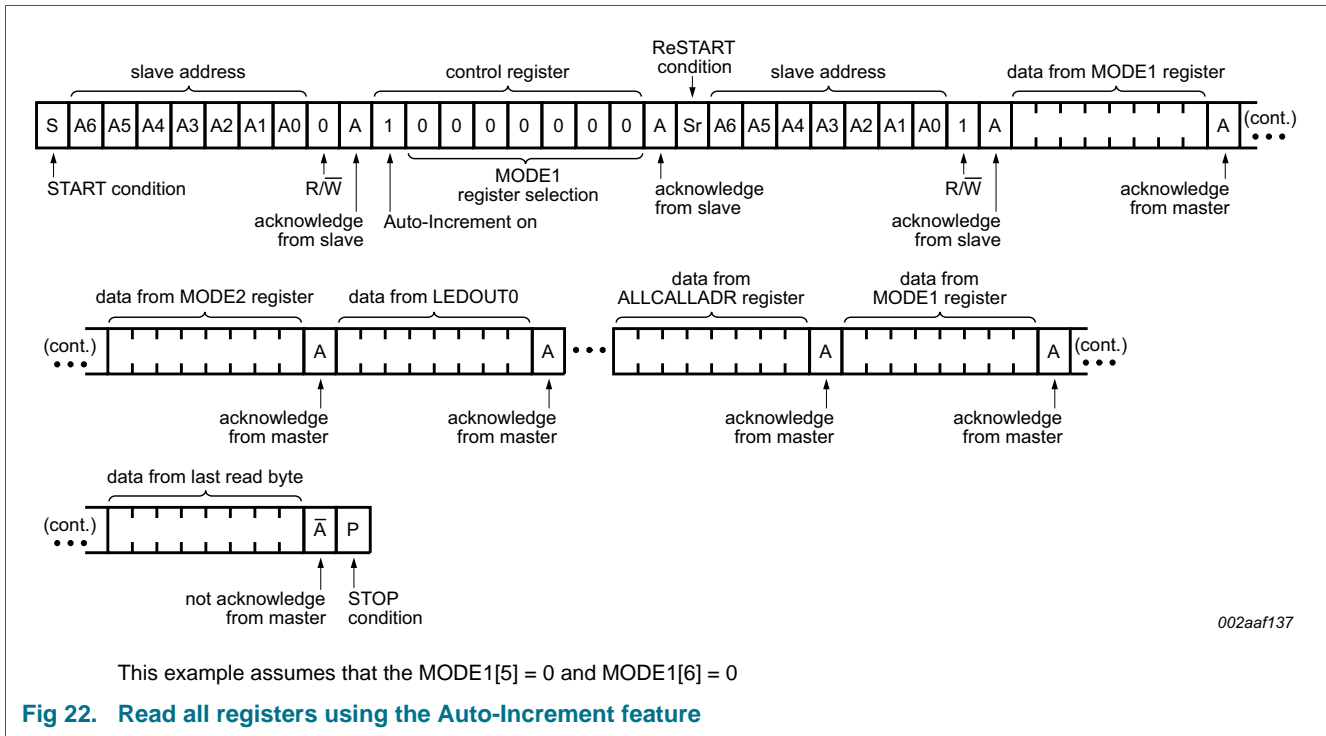 ReSTART
condition
slave address
control register
slave address
data from MODE1 register
S A6 A5 A4 A3 A2 A1 A0 0 A 1 0 0 0 0 0 0 0 A Sr A6 A5 A4 A3 A2 A1 A0 1 A A (cont.)
START condition
R/W̅
acknowledge
from slave
Auto-Increment on
MODE1
register selection
acknowledge
from slave
R/W̅
acknowledge
from slave
acknowledge
from master
data from MODE2 register
data from LEDOUT0
data from
ALLCALLADR register
data from
MODE1 register
(cont.) A A A A (cont.)
acknowledge
from master
acknowledge
from master
acknowledge
from master
acknowledge
from master
data from last read byte
(cont.) A̅ P
not acknowledge
from master
STOP
condition
002aaf137
This example assumes that the MODE1[5] = 0 and MODE1[6] = 0
Fig 22. Read all registers using the Auto-Increment feature